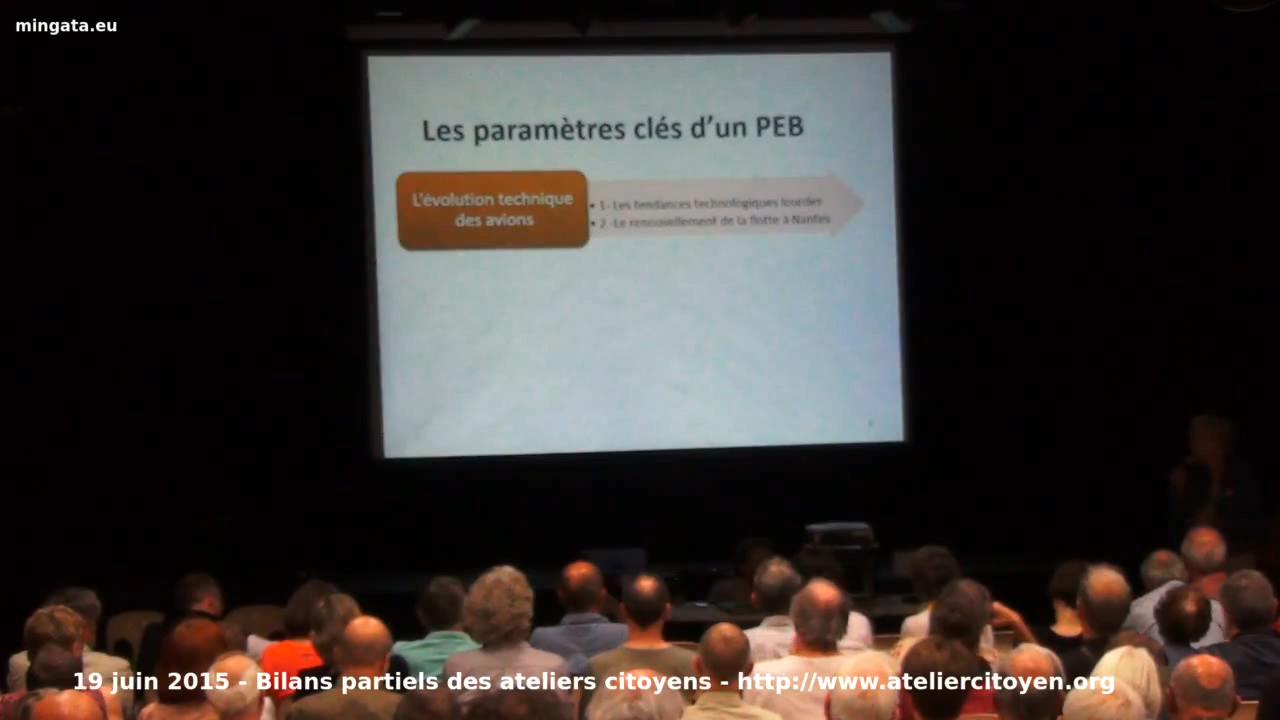 mingata.eu
Les paramètres clés d'un PEB
L'évolution technique
des avions
• 1- Les tendances technologiques lourdes
• 2 -Le renouvellement de la flotte à Nantes
19 juin 2015 - Bilans partiels des ateliers citoyens - http://www.ateliercitoyen.org